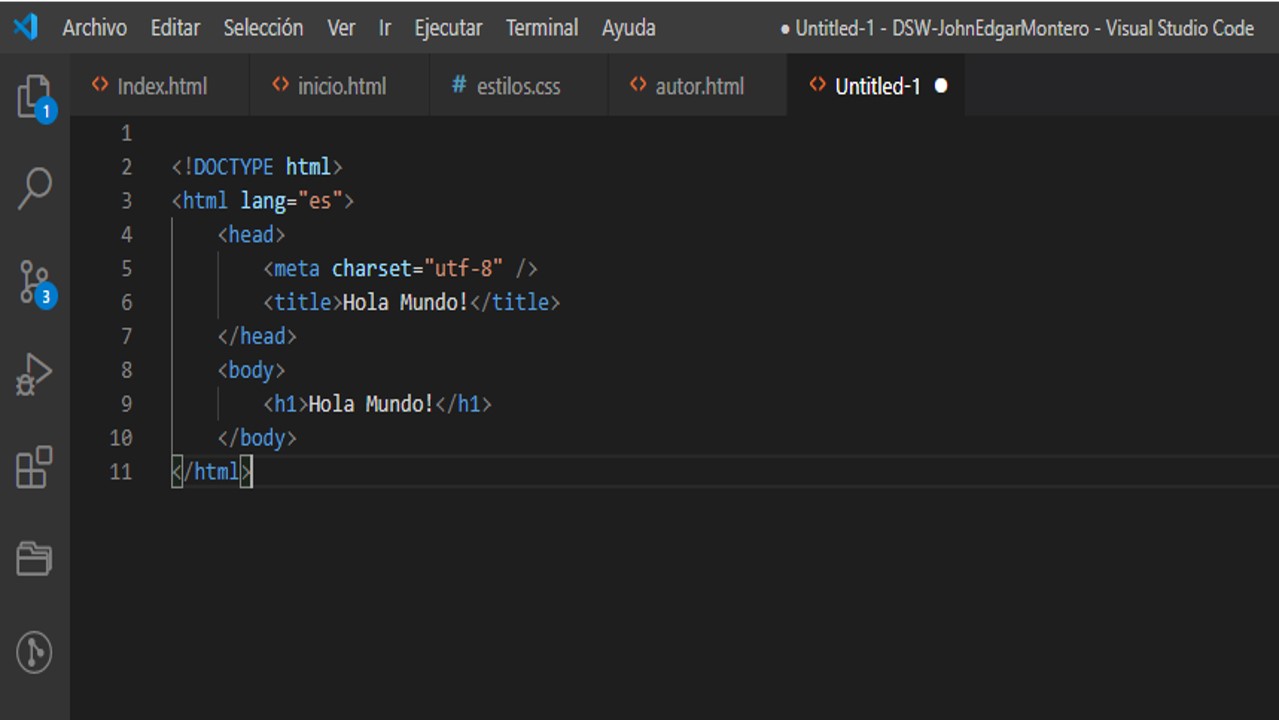 Archivo Editar Selección Ver Ir Ejecutar Terminal Ayuda ● Untitled-1 - DSW-JohnEdgarMontero - Visual Studio Code
<> Index.html <> inicio.html # estilos.css <> autor.html <> Untitled-1 ●
1
1
2 <!DOCTYPE html>
3 <html lang="es">
4 <head>
5 <meta charset="utf-8" />
3
6 <title>Hola Mundo!</title>
7 </head>
8 <body>
9 <h1>Hola Mundo!</h1>
10 </body>
11 </html>